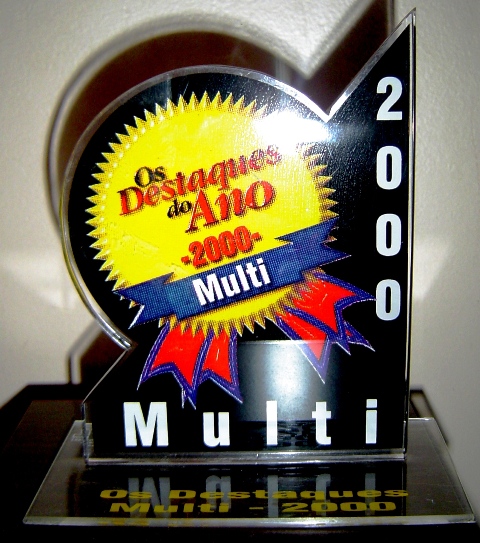 Os
Destaques
do Ano
-2000-
Multi
2000
Multi
Os Destaques
Multi - 2000